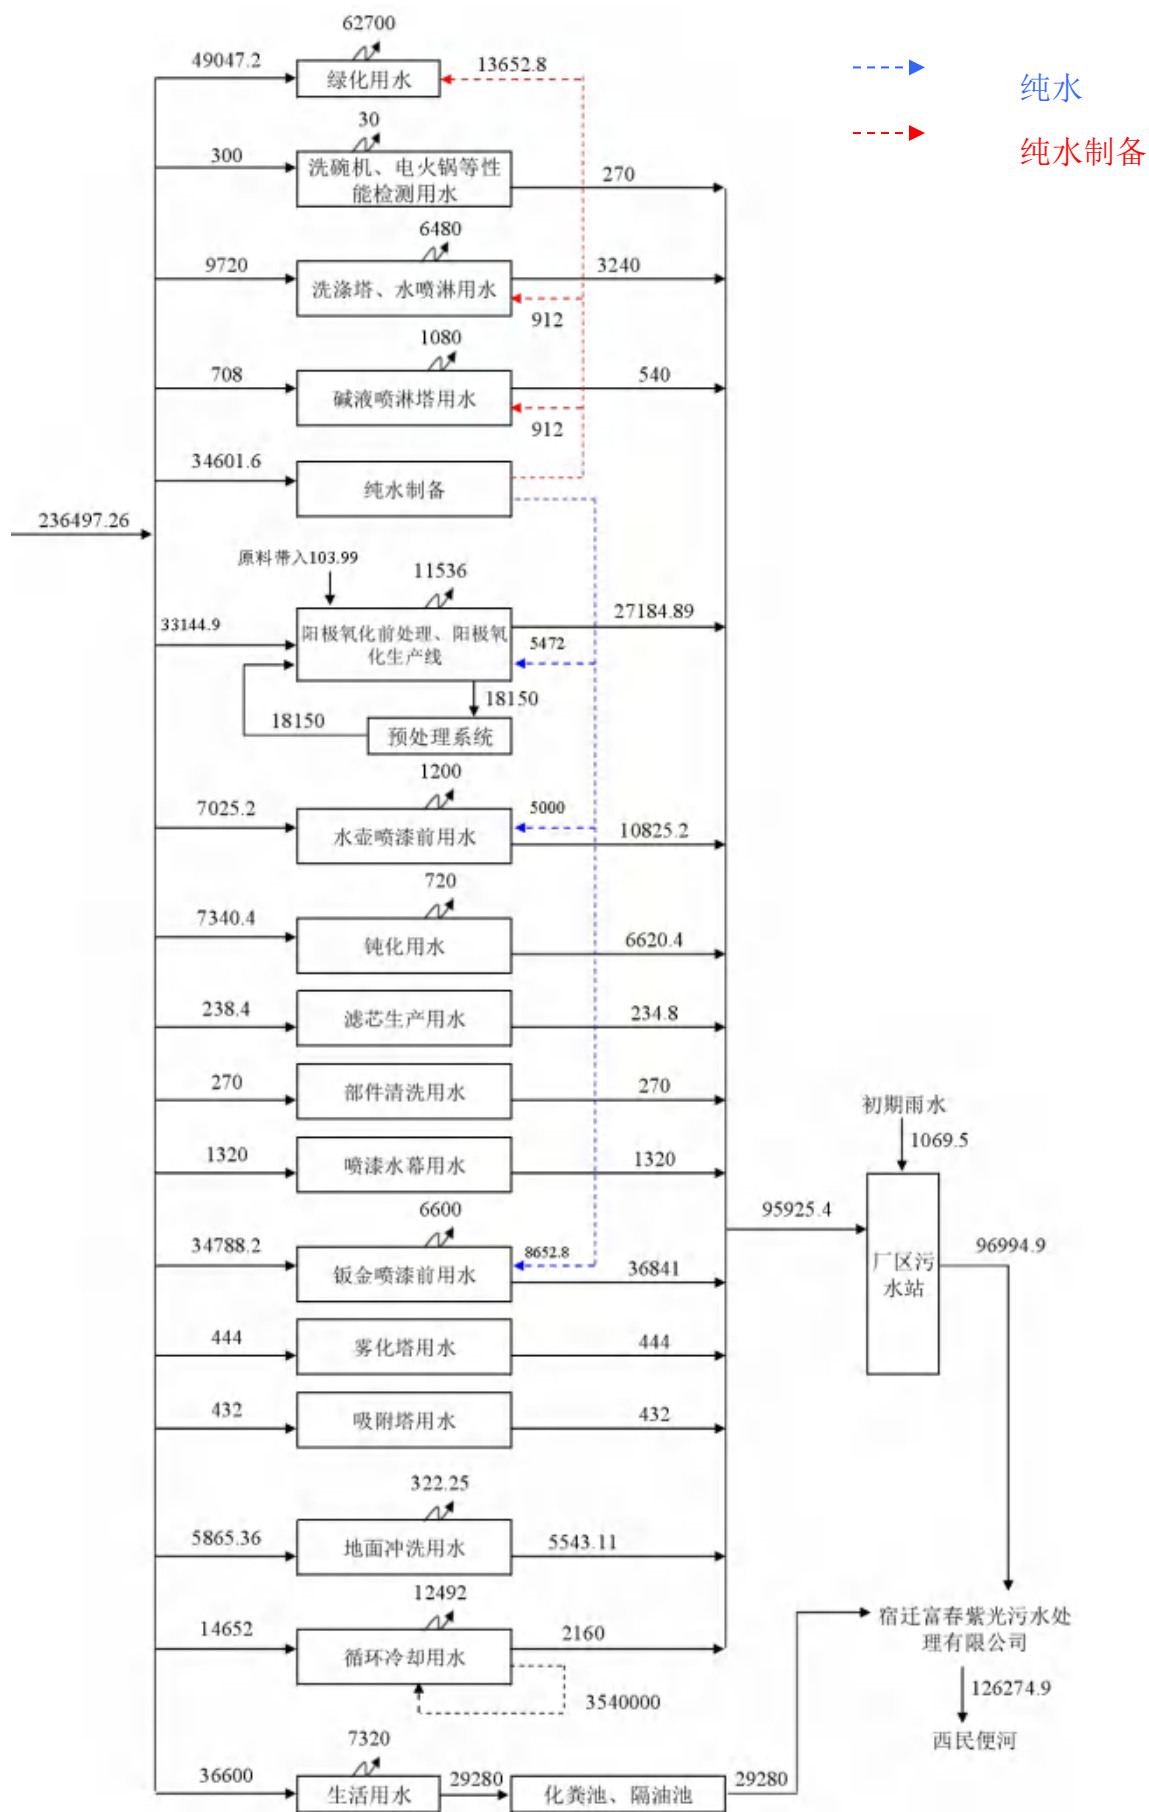 62700
49047.2
绿化用水
13652.8
纯水
纯水制备
30
300
洗碗机、电火锅等性
能检测用水
270
6480
9720
洗涤塔、水喷淋用水
3240
912
1080
708
碱液喷淋塔用水
540
912
34601.6
纯水制备
236497.26
原料带入103.99
11536
33144.9
阳极氧化前处理、阳极氧
化生产线
27184.89
5472
18150
18150
预处理系统
1200
7025.2
水壶喷漆前用水
5000
10825.2
720
7340.4
钝化用水
6620.4
238.4
滤芯生产用水
234.8
270
部件清洗用水
270
初期雨水
1069.5
1320
喷漆水幕用水
1320
6600
34788.2
钣金喷漆前用水
8652.8
36841
95925.4
厂区污
水站
96994.9
444
雾化塔用水
444
432
吸附塔用水
432
322.25
5865.36
地面冲洗用水
5543.11
12492
14652
循环冷却用水
2160
3540000
宿迁富春紫光污水处
理有限公司
126274.9
西民便河
7320
36600
生活用水
29280
化粪池、隔油池
29280